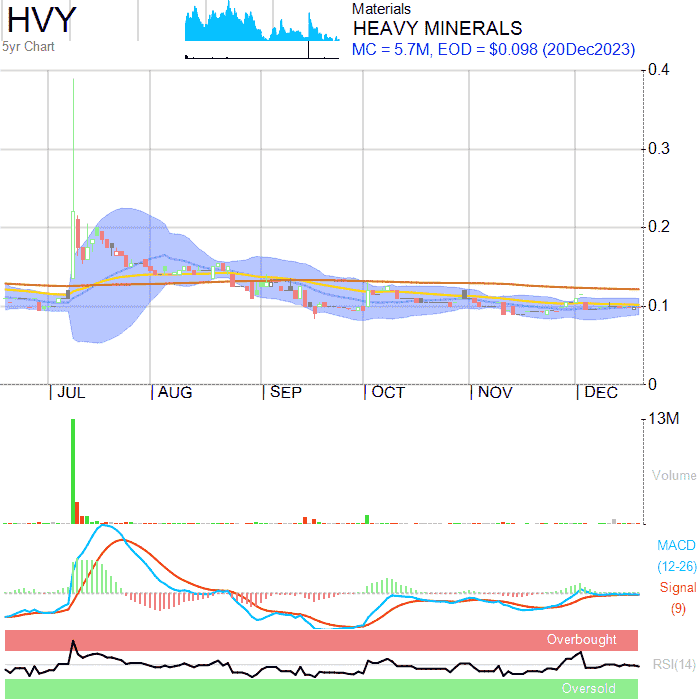 HVY
5yr Chart
Materials
HEAVY MINERALS
MC = 5.7M, EOD = $0.098 (20Dec2023)
0.4
0.3
0.2
0.1
0
JUL AUG SEP OCT NOV DEC
13M
Volume
MACD
(12-26)
Signal
(9)
Overbought
RSI(14)
Oversold